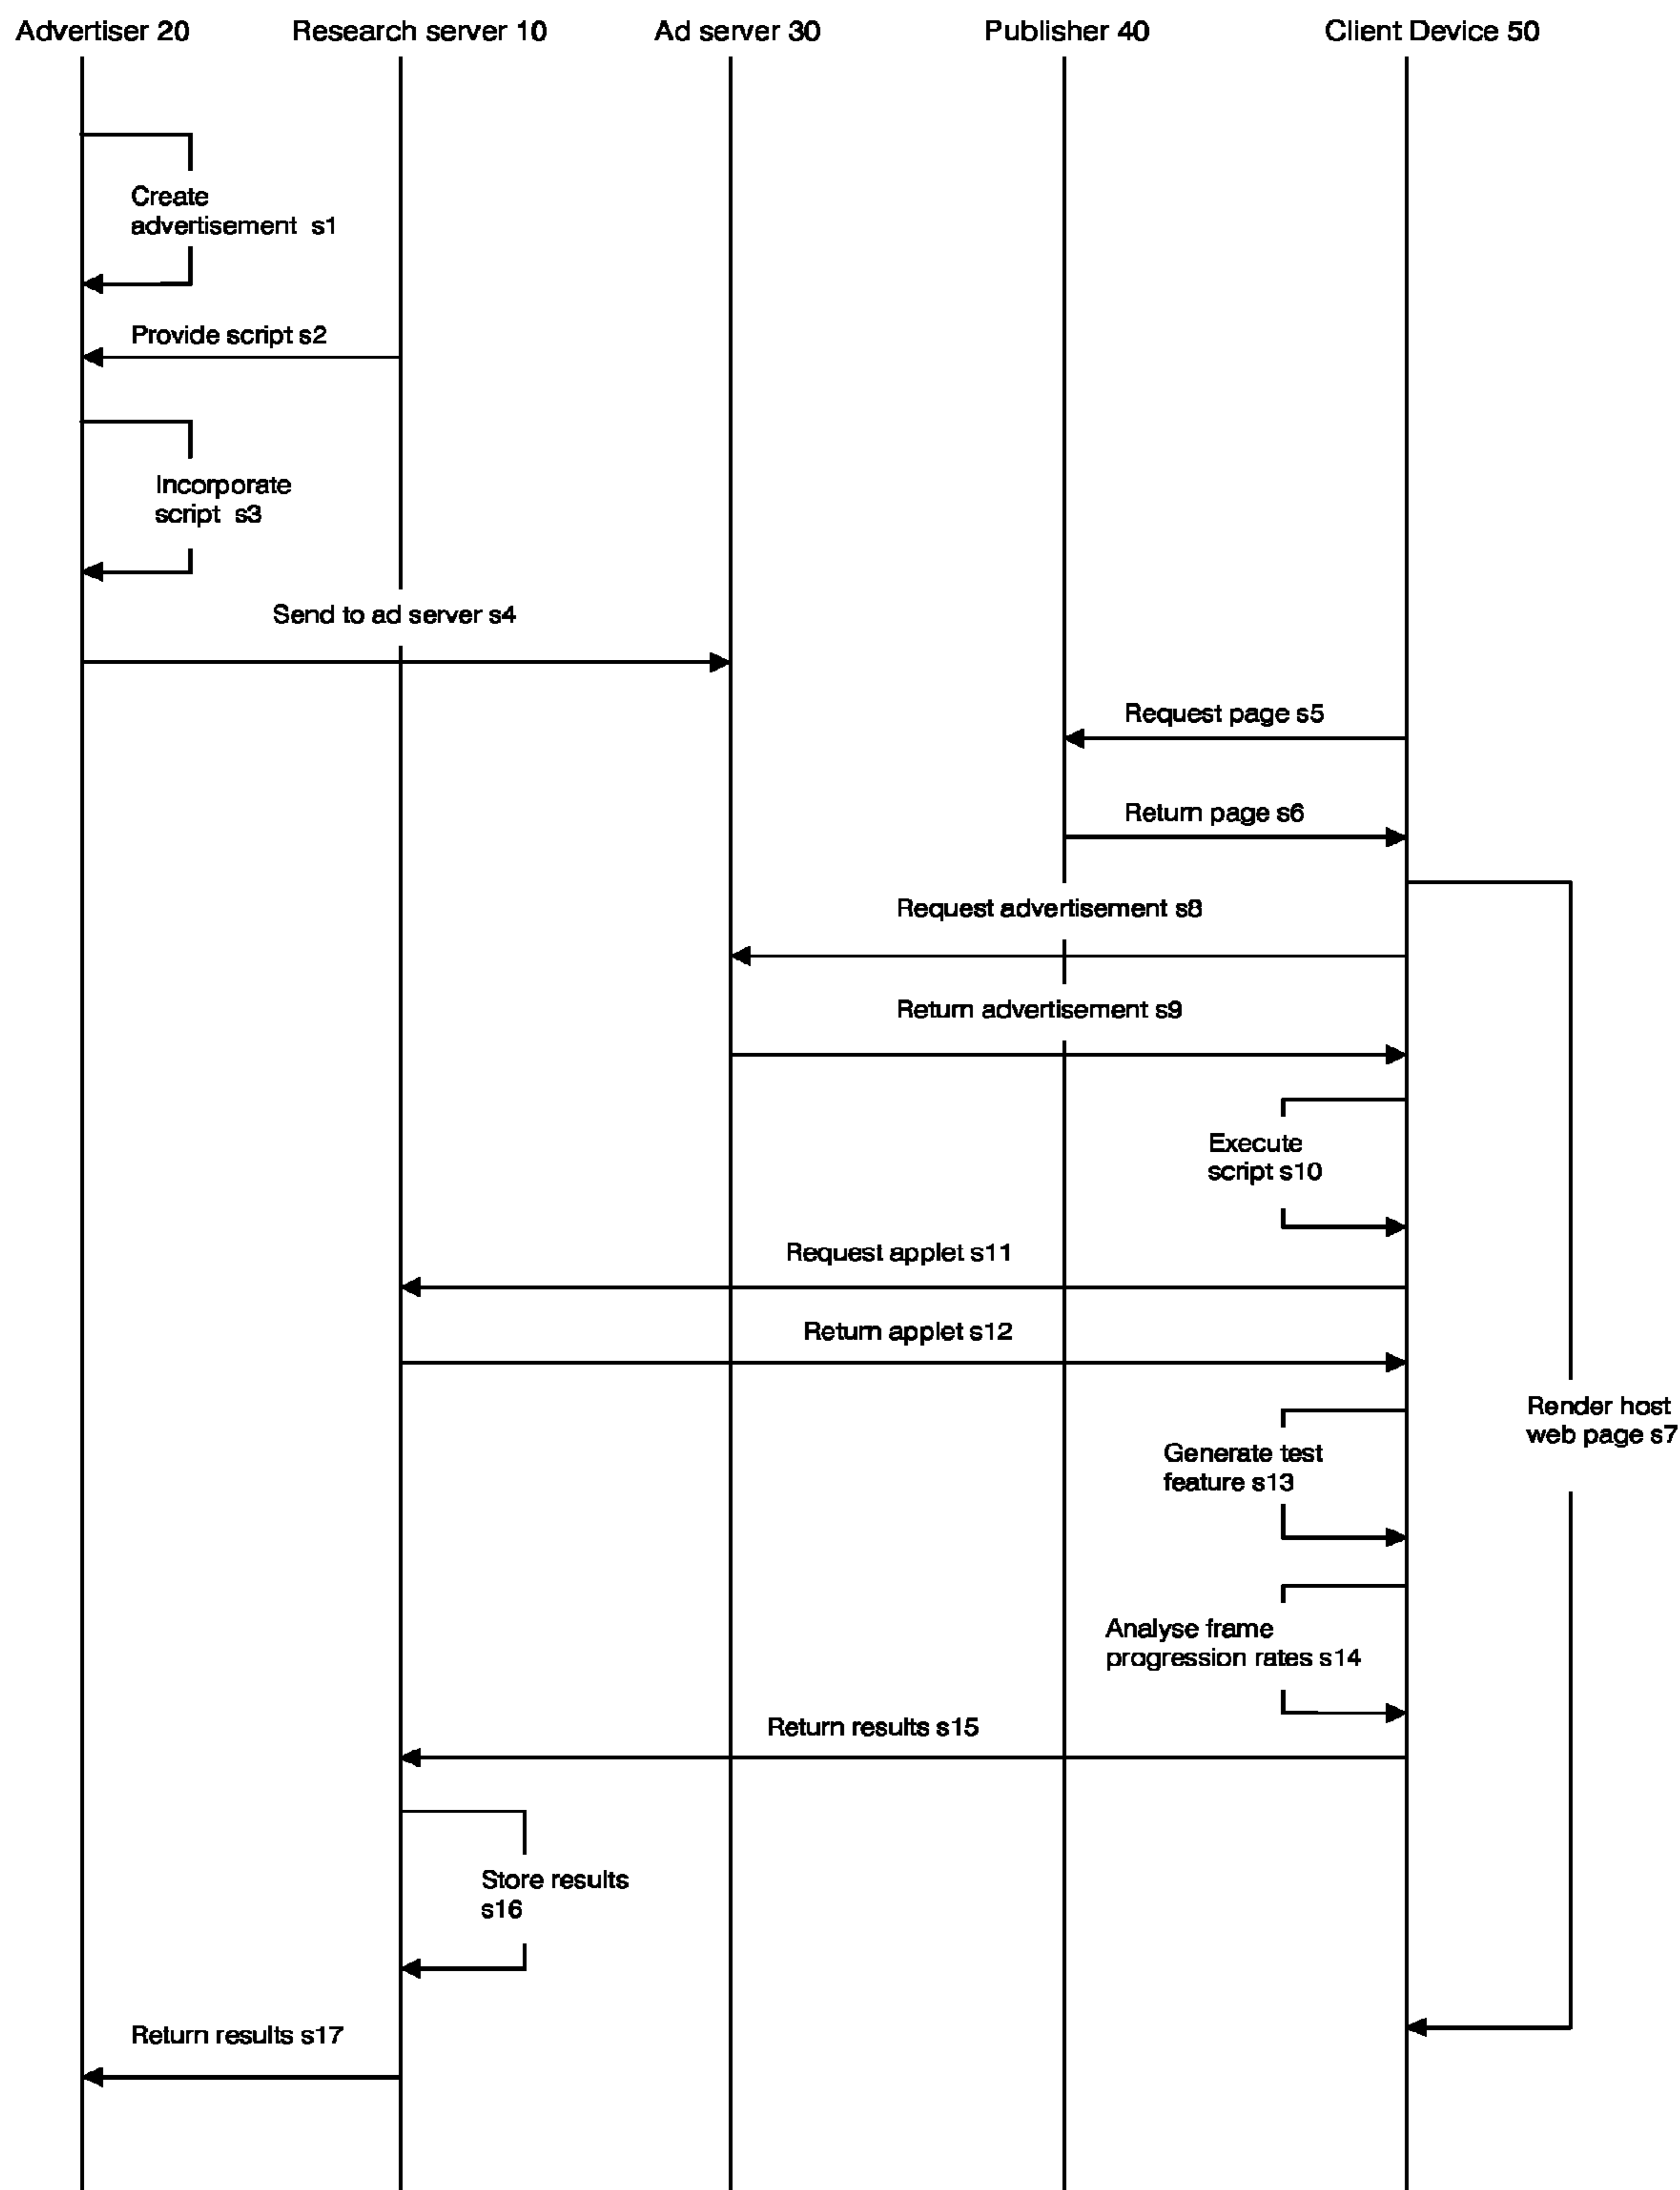 Advertiser 20
Research server 10
Ad server 30
Publisher 40
Client Device 50
Create
advertisement s1
Provide script s2
Incorporate
script s3
Send to ad server s4
Request page s5
Return page s6
Request advertisement s8
Return advertisement s9
Execute
script s10
Request applet s11
Return applet s12
Render host
web page s7
Generate test
feature s13
Analyse frame
progression rates s14
Return results s15
Store results
s16
Return results s17